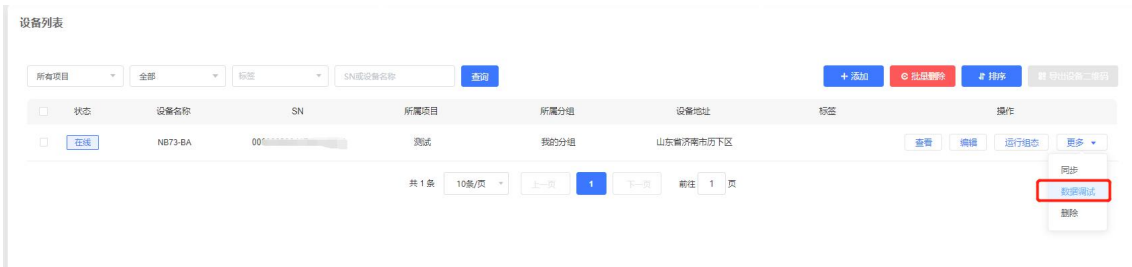 设备列表
所有项目 全部 标签 SN或设备名称 查询 + 添加 批量删除 排序 导出设备二维码
状态 设备名称 SN 所属项目 所属分组 设备地址 标签 操作
在线 NB73-BA 00 测试 我的分组 山东省济南市历下区 查看 编辑 运行组态 更多
共 1 条 10条/页 上一页 1 下一页 前往 1 页
同步
数据调试
删除